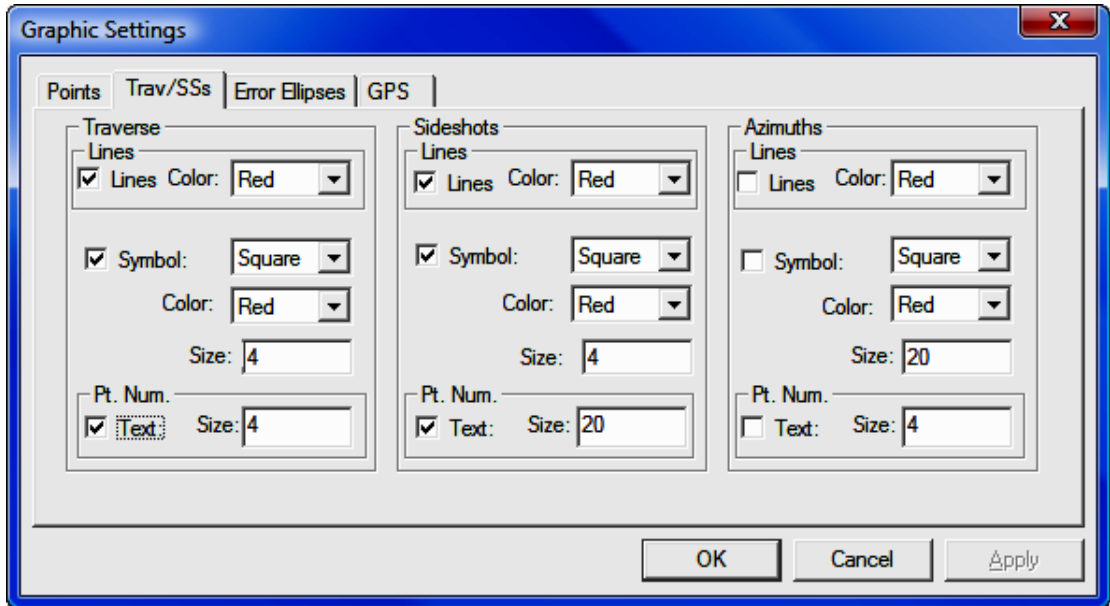 Graphic Settings
Points Trav/SSs Error Ellipses GPS
Traverse
Lines
Lines Color: Red
Symbol: Square
Color: Red
Size: 4
Pt. Num.
Text: Size: 4
Sideshots
Lines
Lines Color: Red
Symbol: Square
Color: Red
Size: 4
Pt. Num.
Text: Size: 20
Azimuths
Lines
Lines Color: Red
Symbol: Square
Color: Red
Size: 20
Pt. Num.
Text: Size: 4
OK Cancel Apply